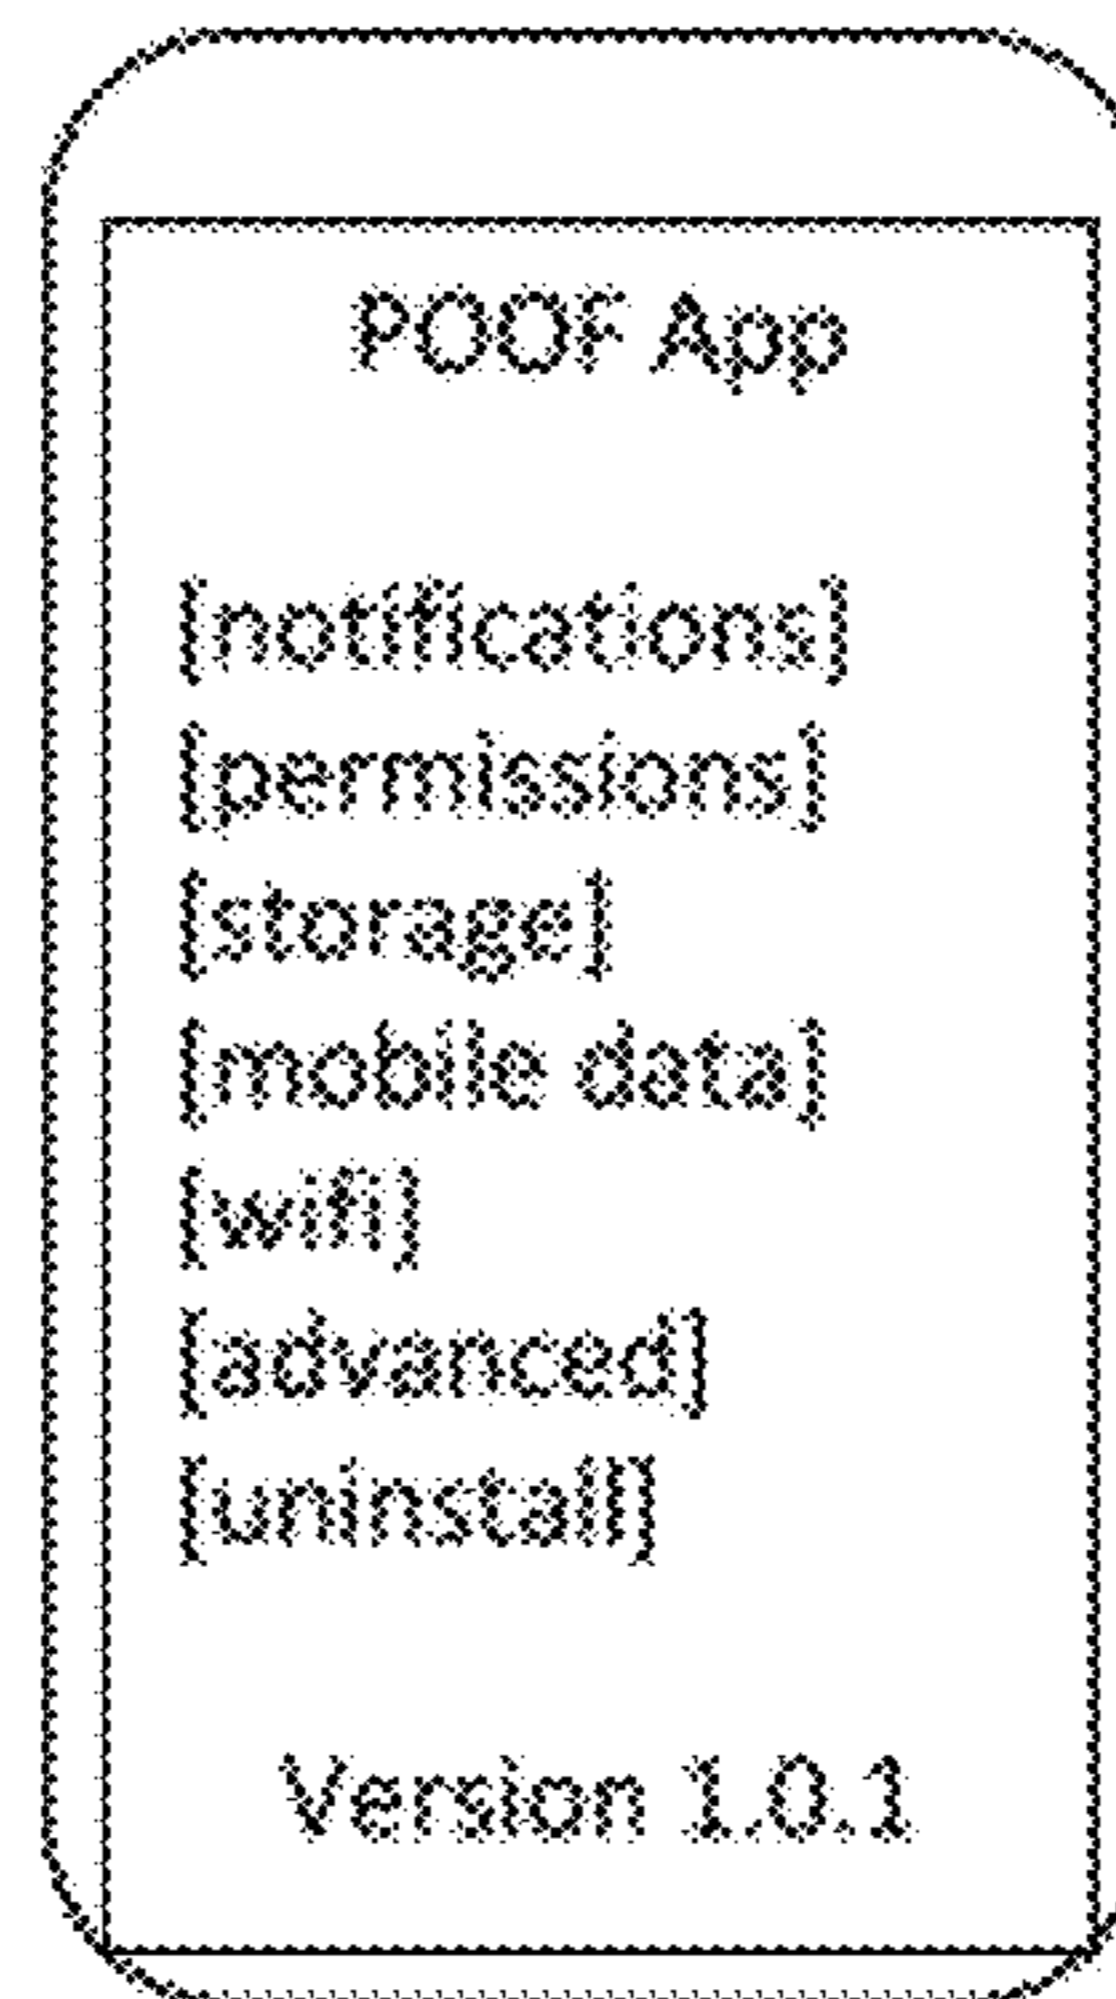 POOF App
[notifications]
[permissions]
[storage]
[mobile data]
[wifi]
[advanced]
[uninstall]
Version 1.0.1